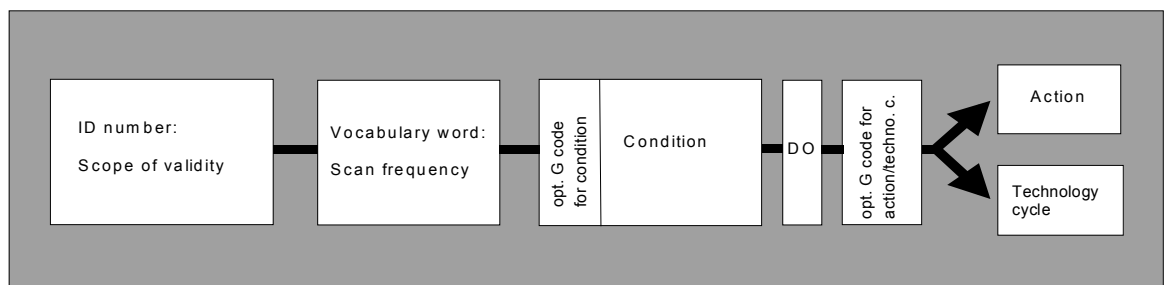 ID number:
Scope of validity
Vocabulary word:
Scan frequency
opt. G code
for condition
Condition
DO
opt. G code for
action/techno. c.
Action
Technology
cycle